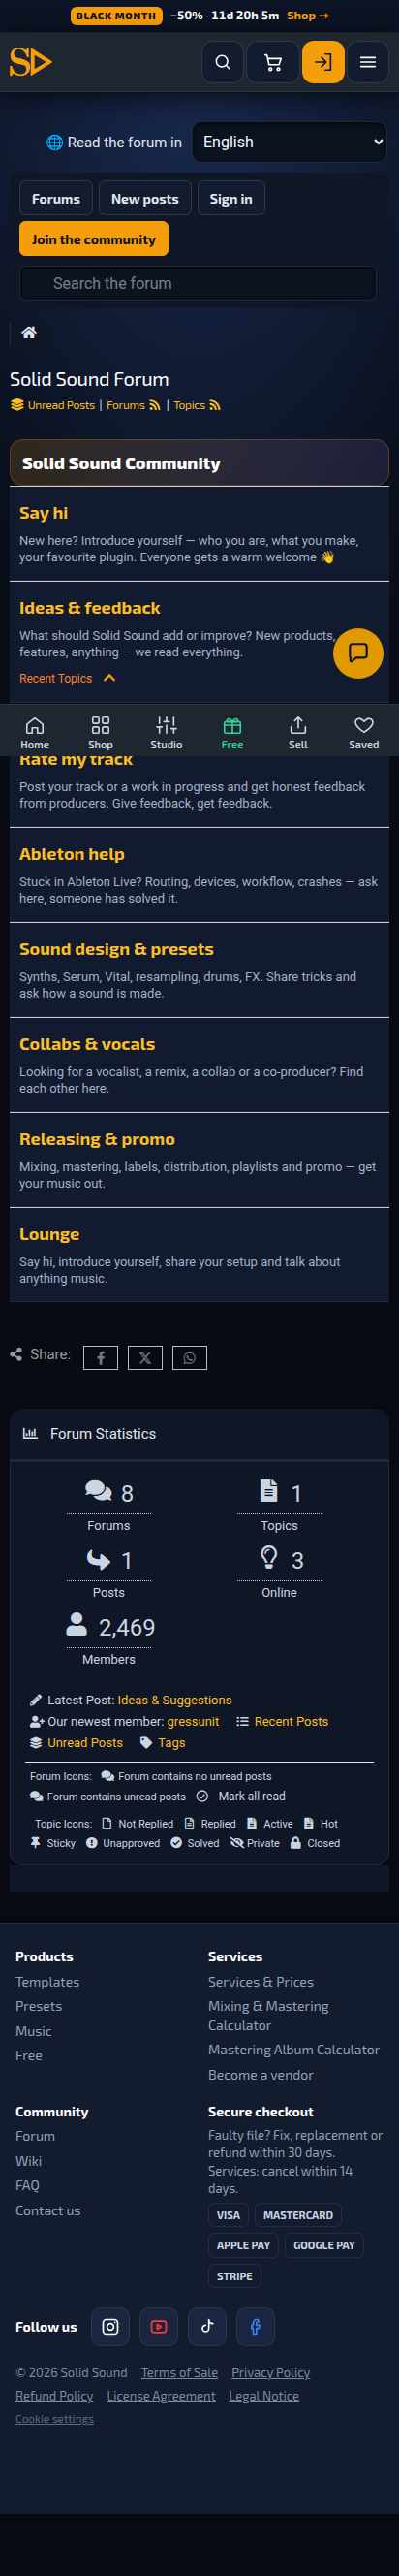 BLACK MONTH −50% · 11d 20h 5m Shop →
🌐 Read the forum in English
Forums New posts Sign in
Join the community
Search the forum
Solid Sound Forum
Unread Posts | Forums | Topics
Solid Sound Community
Say hi
New here? Introduce yourself — who you are, what you make,
your favourite plugin. Everyone gets a warm welcome 👋
Ideas & feedback
What should Solid Sound add or improve? New products,
features, anything — we read everything.
Recent Topics
Home Shop Studio Free Sell Saved
Rate my track
Post your track or a work in progress and get honest feedback
from producers. Give feedback, get feedback.
Ableton help
Stuck in Ableton Live? Routing, devices, workflow, crashes — ask
here, someone has solved it.
Sound design & presets
Synths, Serum, Vital, resampling, drums, FX. Share tricks and
ask how a sound is made.
Collabs & vocals
Looking for a vocalist, a remix, a collab or a co-producer? Find
each other here.
Releasing & promo
Mixing, mastering, labels, distribution, playlists and promo — get
your music out.
Lounge
Say hi, introduce yourself, share your setup and talk about
anything music.
Share:
Forum Statistics
8 1
Forums Topics
1 3
Posts Online
2,469
Members
Latest Post: Ideas & Suggestions
Our newest member: gressunit Recent Posts
Unread Posts Tags
Forum Icons: Forum contains no unread posts
Forum contains unread posts Mark all read
Topic Icons: Not Replied Replied Active Hot
Sticky Unapproved Solved Private Closed
Products Services
Templates Services & Prices
Presets Mixing & Mastering
Calculator
Music Mastering Album Calculator
Free Become a vendor
Community Secure checkout
Forum Faulty file? Fix, replacement or
Wiki refund within 30 days.
FAQ Services: cancel within 14
Contact us days.
VISA MASTERCARD
APPLE PAY GOOGLE PAY
STRIPE
Follow us
© 2026 Solid Sound Terms of Sale Privacy Policy
Refund Policy License Agreement Legal Notice
Cookie settings